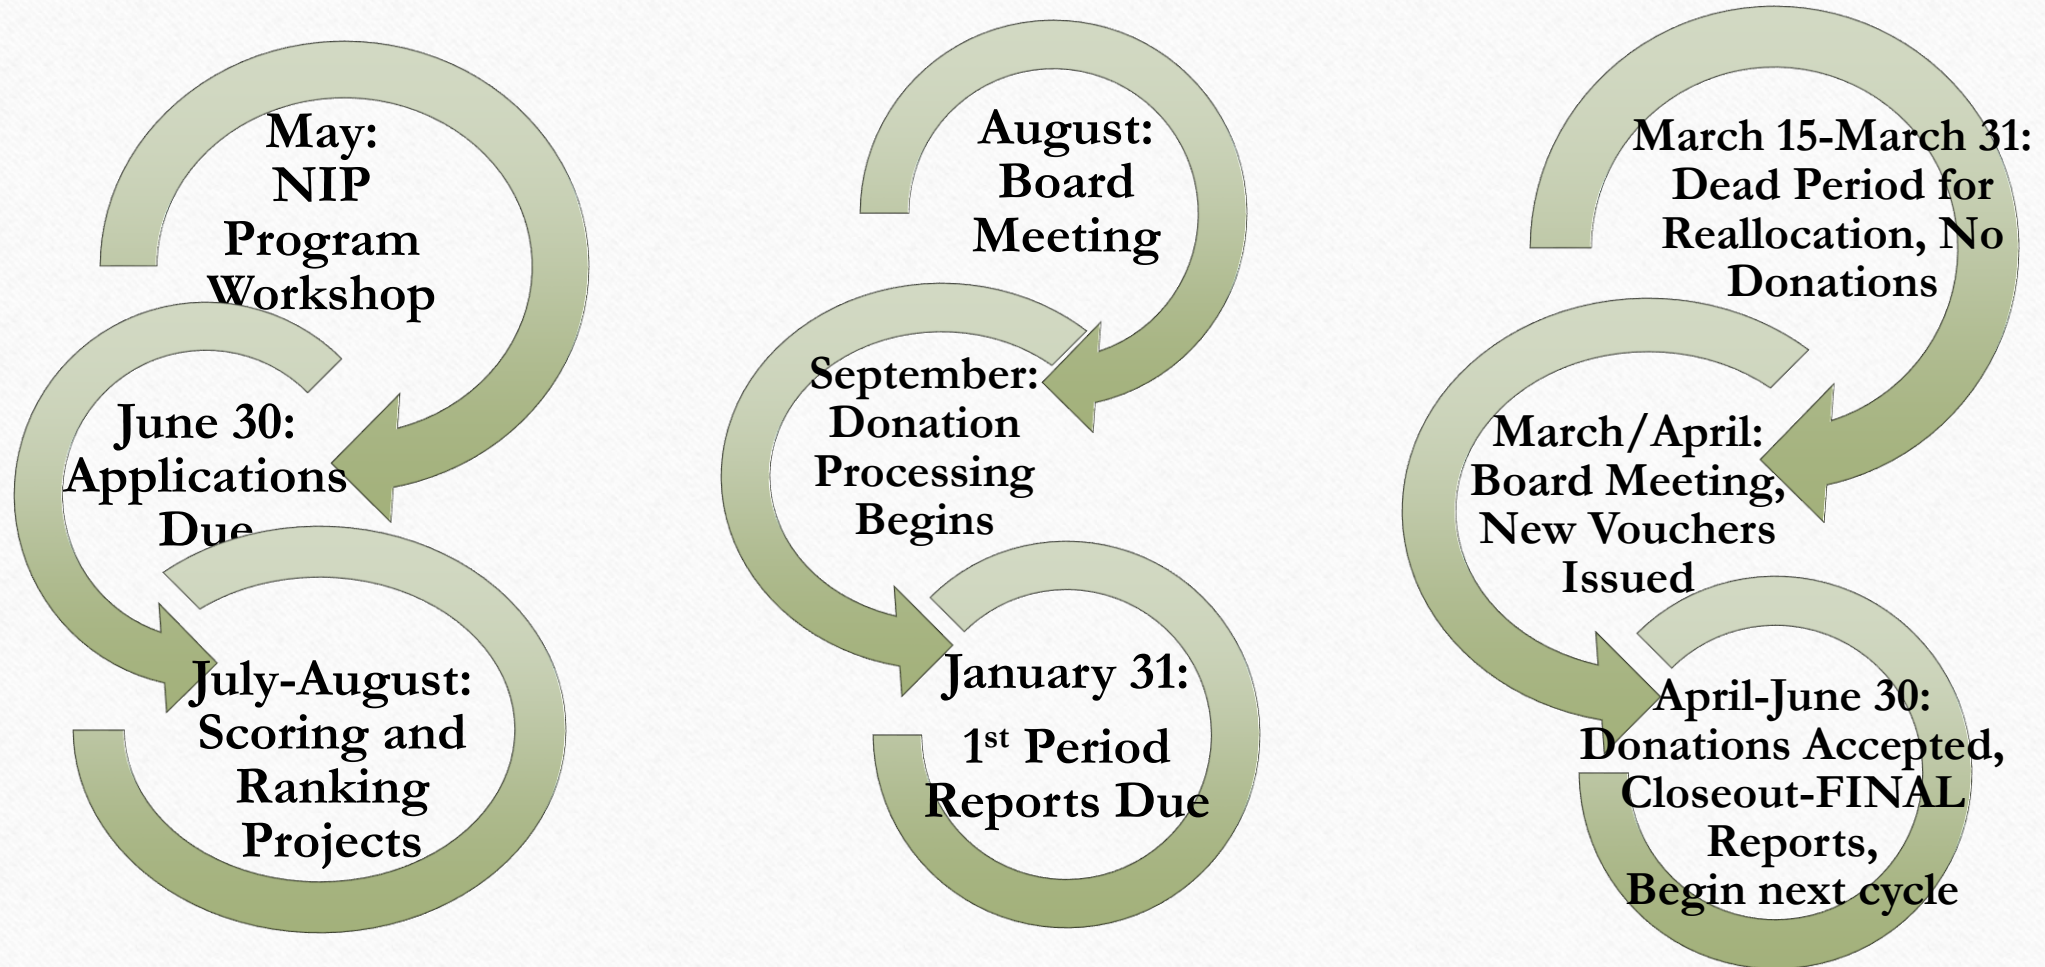 May:
NIP
Program
Workshop
June 30:
Applications
Due
July-August:
Scoring and
Ranking
Projects
August:
Board
Meeting
September:
Donation
Processing
Begins
January 31:
1st Period
Reports Due
March 15-March 31:
Dead Period for
Reallocation, No
Donations
March/April:
Board Meeting,
New Vouchers
Issued
April-June 30:
Donations Accepted,
Closeout-FINAL
Reports,
Begin next cycle